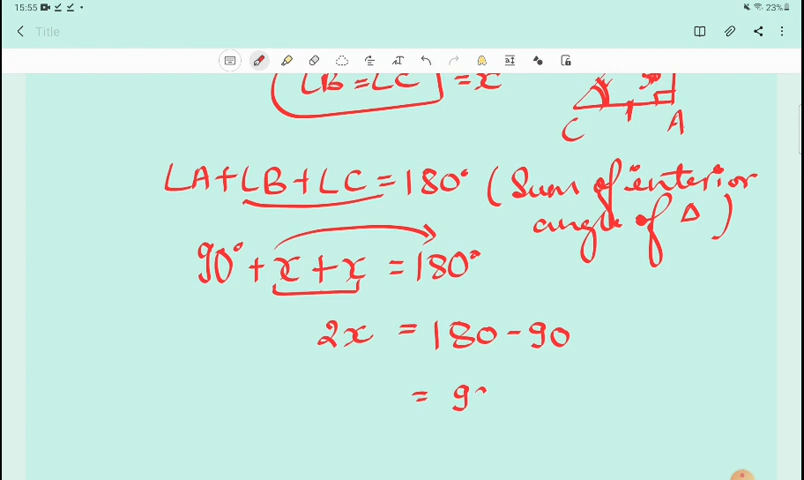 15:55
23%
Title
∠B = ∠C = x
C
A
∠A+∠B+∠C = 180° (Sum of interior
angle of Δ)
90° + x + x = 180°
2x = 180 - 90
= 9